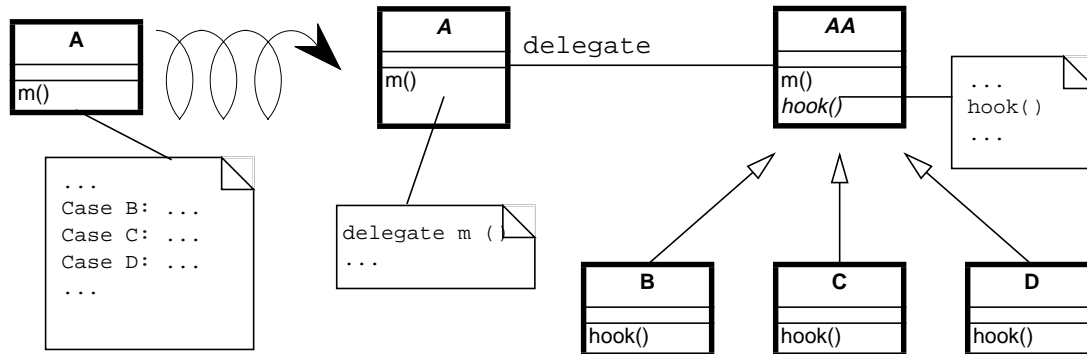 A
m()
...
Case B: ...
Case C: ...
Case D: ...
...
A
m()
delegate m ()
...
delegate
AA
m()
hook()
...
hook()
...
B
hook()
C
hook()
D
hook()